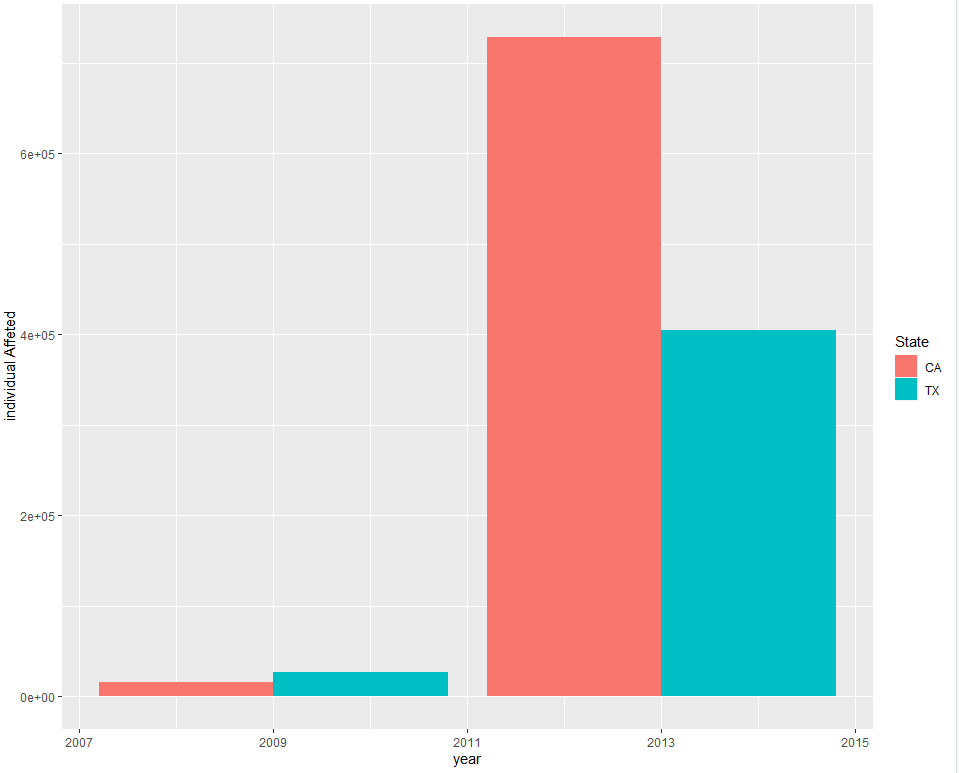 6e+05
4e+05
2e+05
0e+00
individual Affeted
2007 2009 2011 2013 2015
year
State
CA
TX